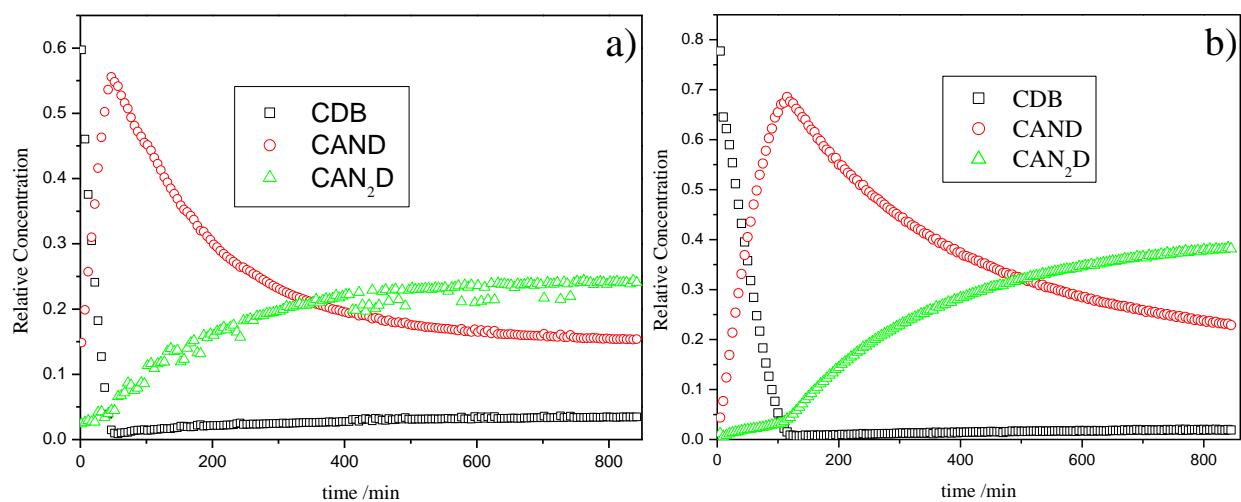 a)
0.6
0.5
0.4
0.3
0.2
0.1
0.0
0
200
400
600
800
Relative Concentration
time /min
CDB
CAND
CAN₂D
b)
0.8
0.7
0.6
0.5
0.4
0.3
0.2
0.1
0.0
0
200
400
600
800
Relative Concentration
time /min
CDB
CAND
CAN₂D